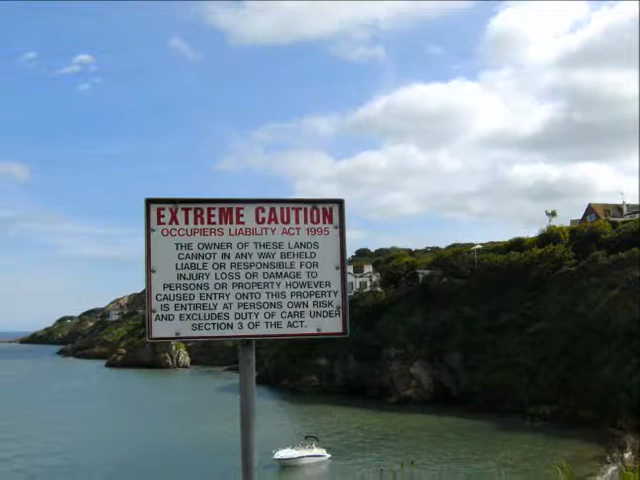 EXTREME CAUTION
OCCUPIERS LIABILITY ACT 1995
THE OWNER OF THESE LANDS
CANNOT IN ANY WAY BEHELD
LIABLE OR RESPONSIBLE FOR
INJURY LOSS OR DAMAGE TO
PERSONS OR PROPERTY HOWEVER
CAUSED ENTRY ONTO THIS PROPERTY
IS ENTIRELY AT PERSONS OWN RISK
AND EXCLUDES DUTY OF CARE UNDER
SECTION 3 OF THE ACT.